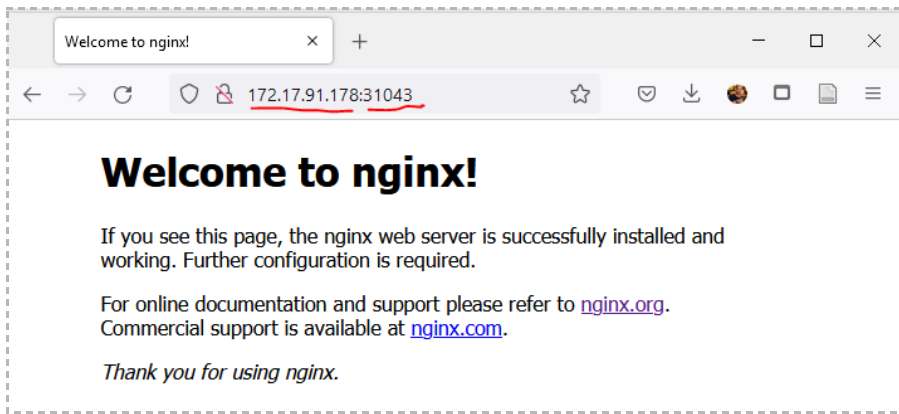 Welcome to nginx!
172.17.91.178:31043
Welcome to nginx!
If you see this page, the nginx web server is successfully installed and
working. Further configuration is required.
For online documentation and support please refer to nginx.org.
Commercial support is available at nginx.com.
Thank you for using nginx.